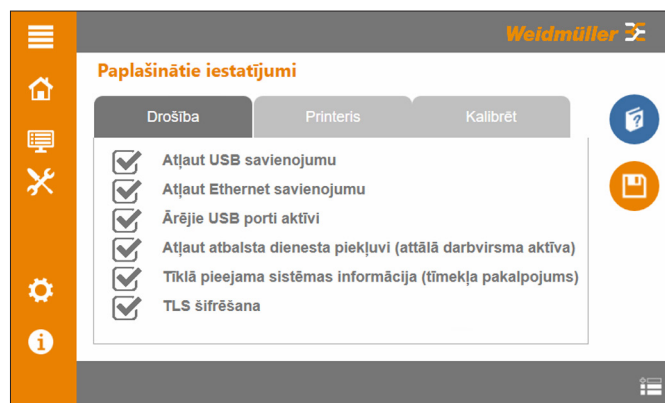 Weidmüller
Paplašinātie iestatījumi
Drošība
Printeris
Kalibrēt
Atļaut USB savienojumu
Atļaut Ethernet savienojumu
Ārējie USB porti aktīvi
Atļaut atbalsta dienesta piekļuvi (attālā darbvirsma aktīva)
Tīklā pieejama sistēmas informācija (tīmekļa pakalpojums)
TLS šifrēšana